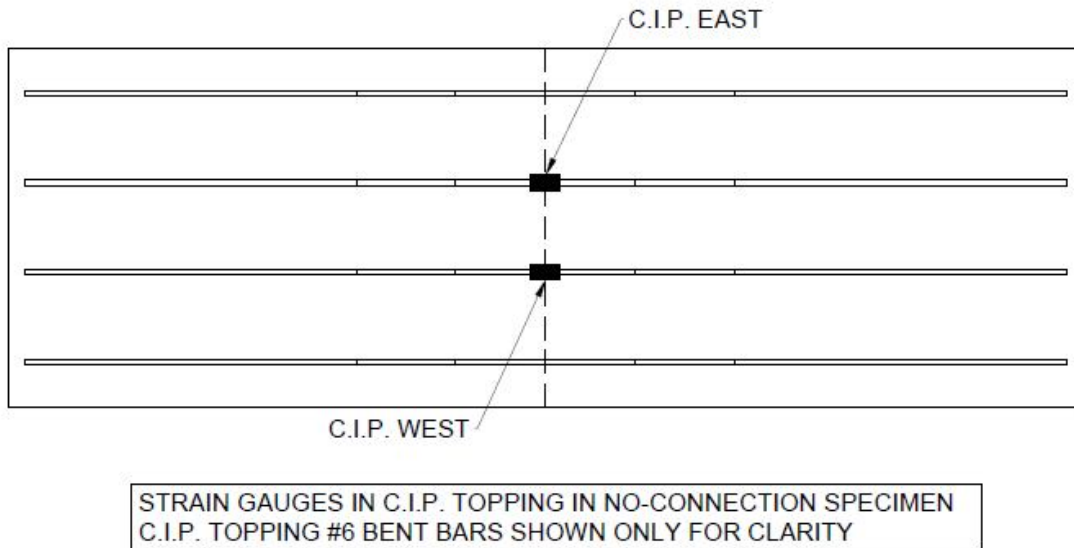 C.I.P. EAST
C.I.P. WEST
STRAIN GAUGES IN C.I.P. TOPPING IN NO-CONNECTION SPECIMEN
C.I.P. TOPPING #6 BENT BARS SHOWN ONLY FOR CLARITY